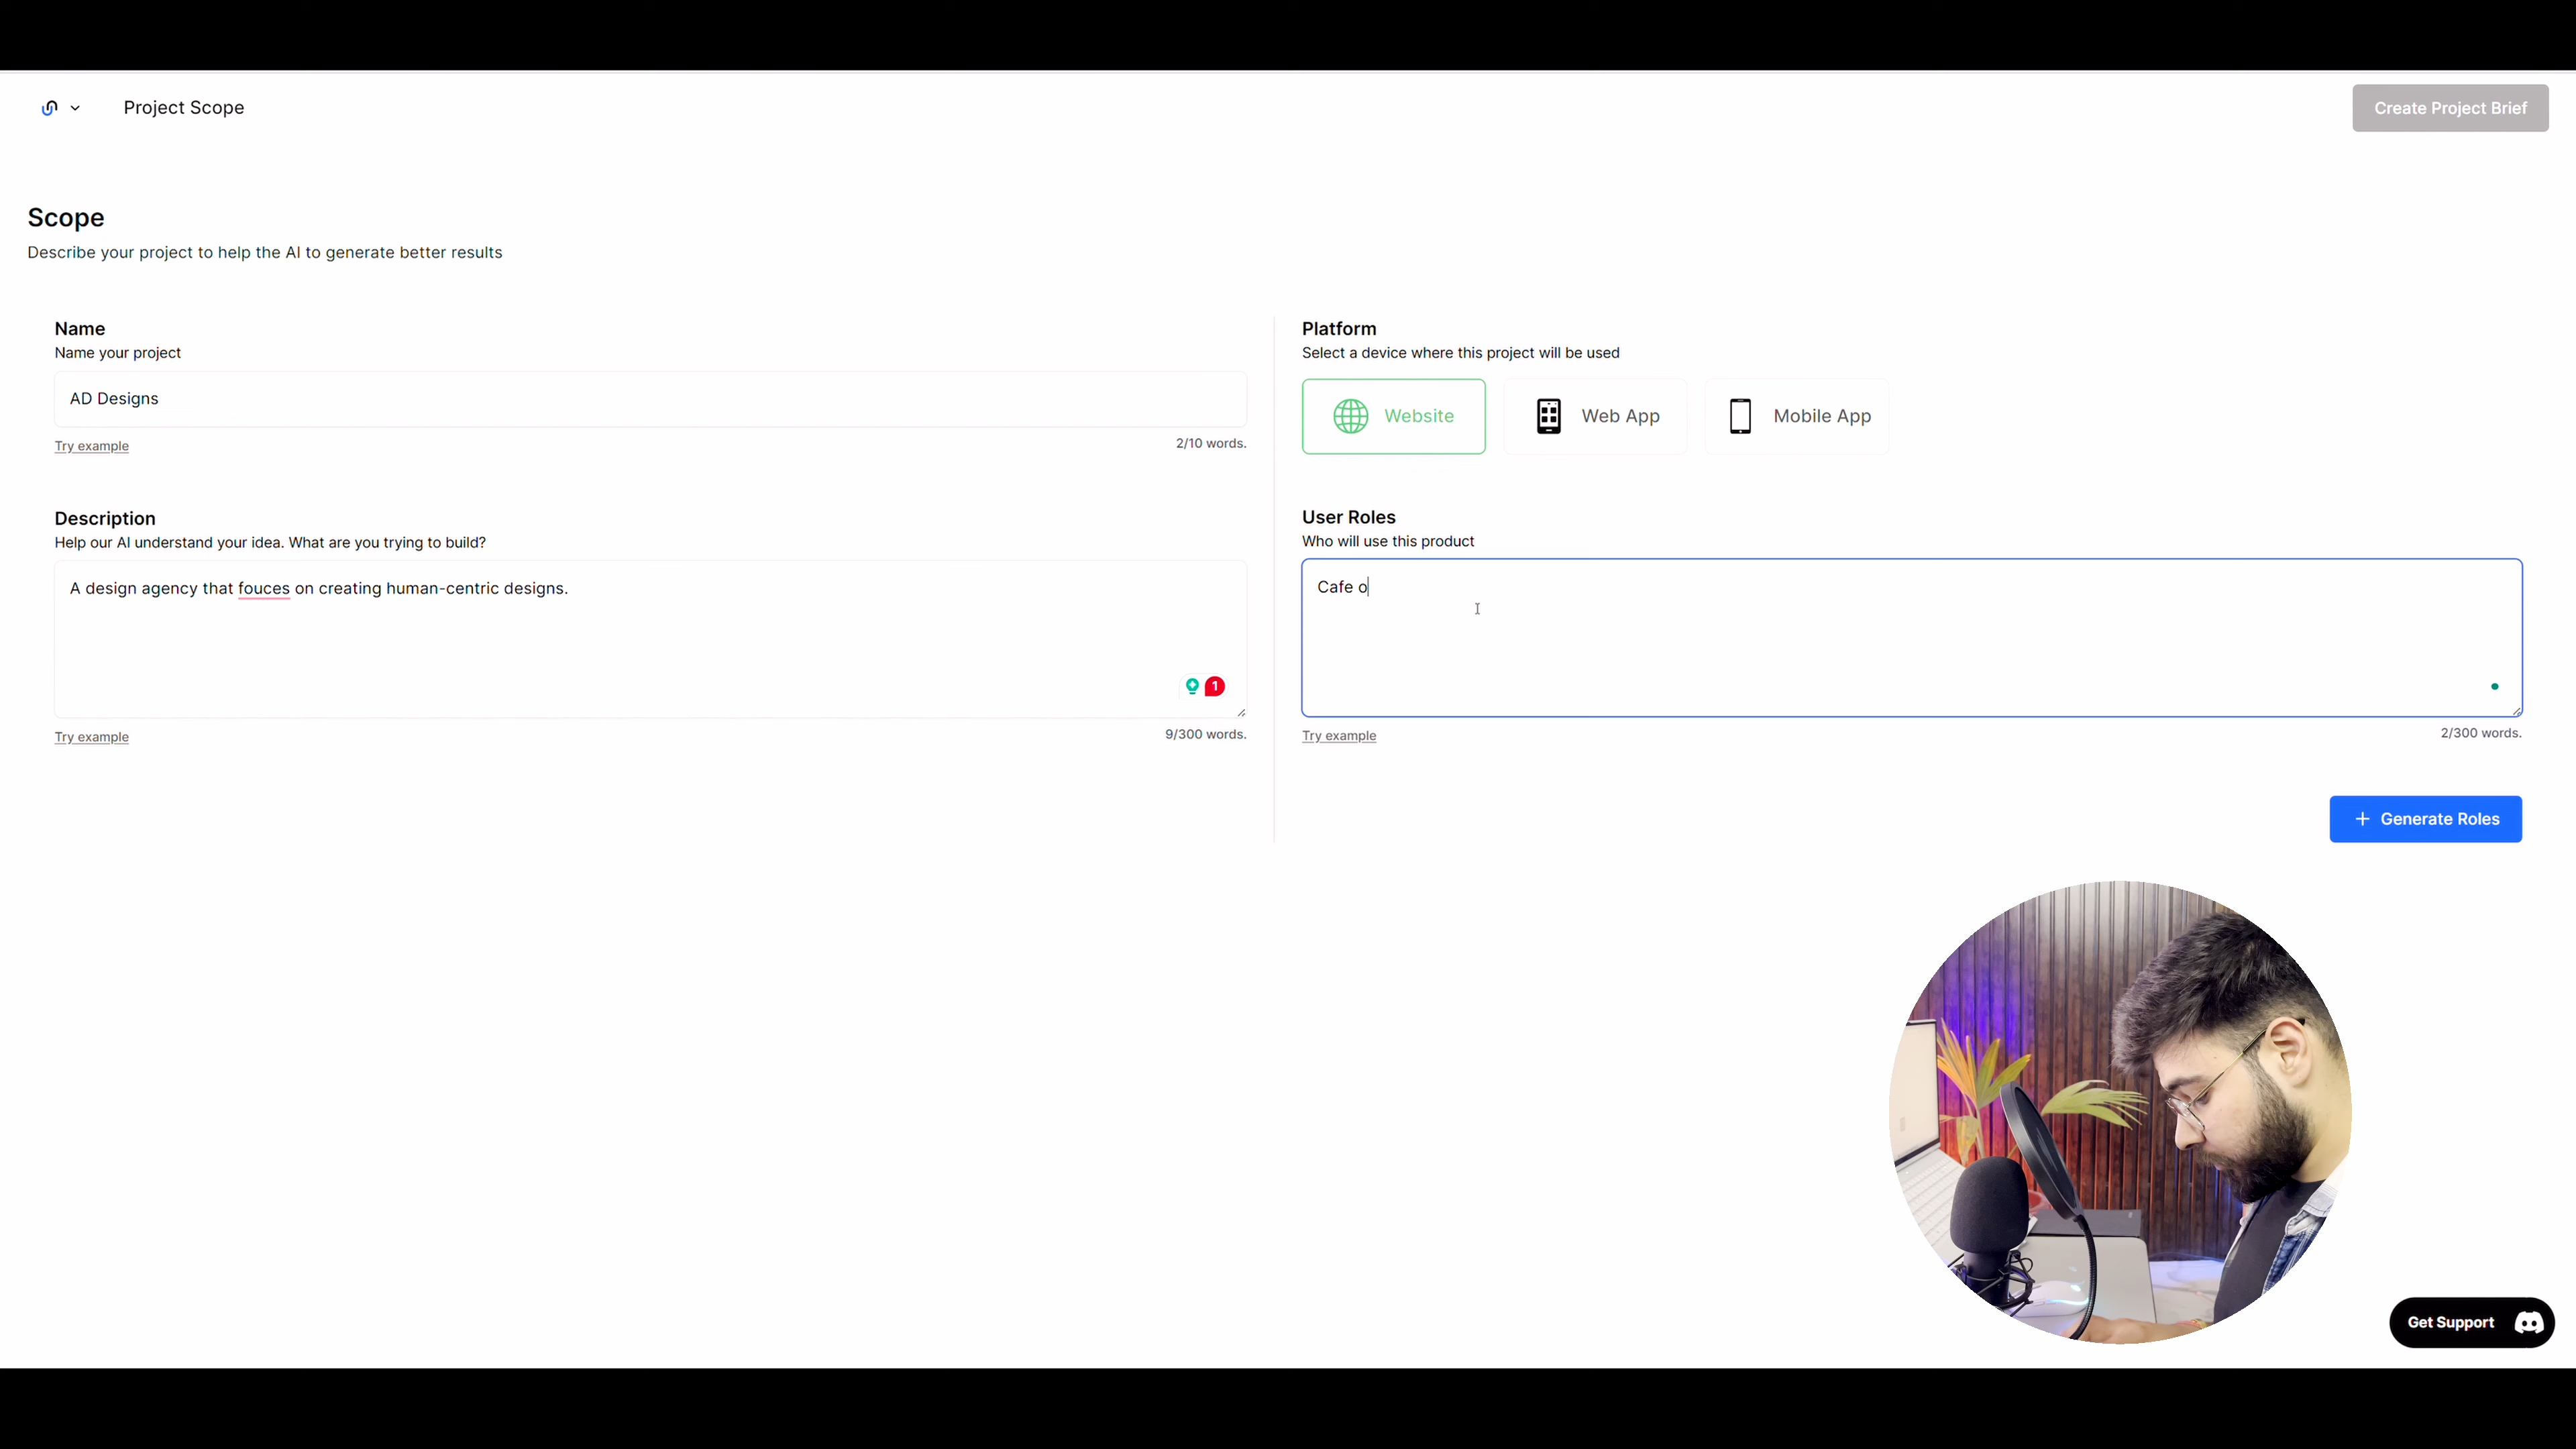 Project Scope
Create Project Brief
Scope
Describe your project to help the AI to generate better results
Name
Name your project
AD Designs
Try example
2/10 words.
Description
Help our AI understand your idea. What are you trying to build?
A design agency that fouces on creating human-centric designs.
1
Try example
9/300 words.
Platform
Select a device where this project will be used
Website
Web App
Mobile App
User Roles
Who will use this product
Cafe o
Try example
2/300 words.
+ Generate Roles
Get Support